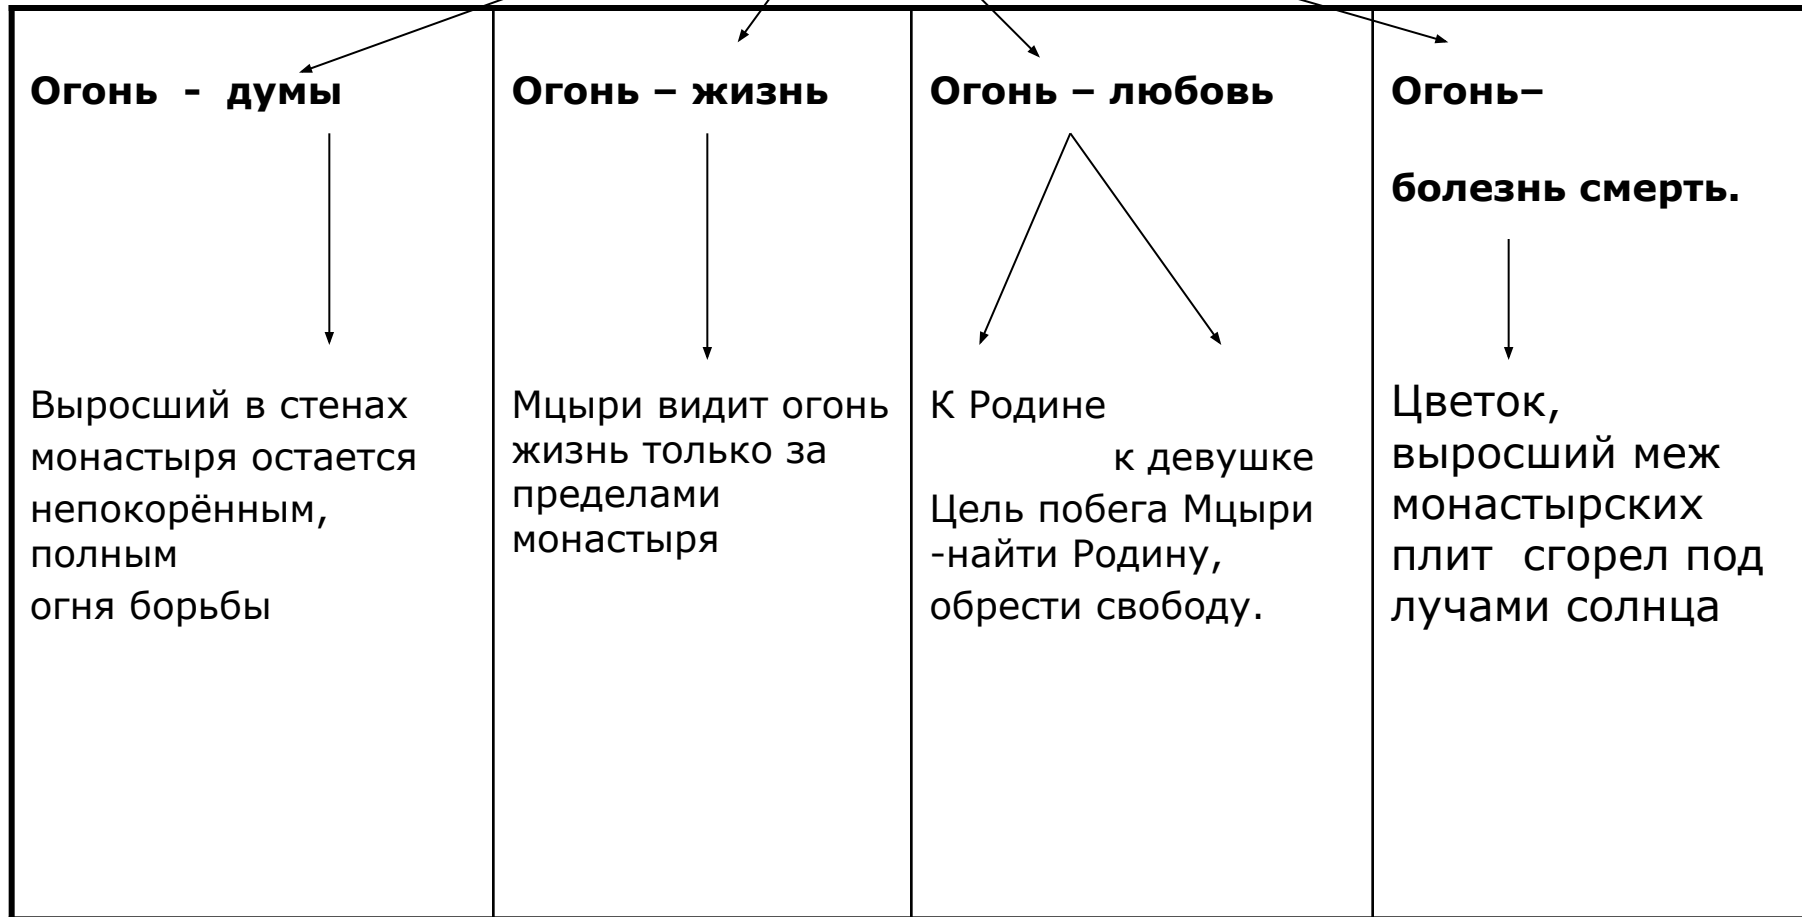 Огонь - думы
Выросший в стенах
монастыря остается
непокорённым,
полным
огня борьбы
Огонь – жизнь
Мцыри видит огонь
жизнь только за
пределами
монастыря
Огонь – любовь
К Родине
к девушке
Цель побега Мцыри
-найти Родину,
обрести свободу.
Огонь–
болезнь смерть.
Цветок,
выросший меж
монастырских
плит сгорел под
лучами солнца